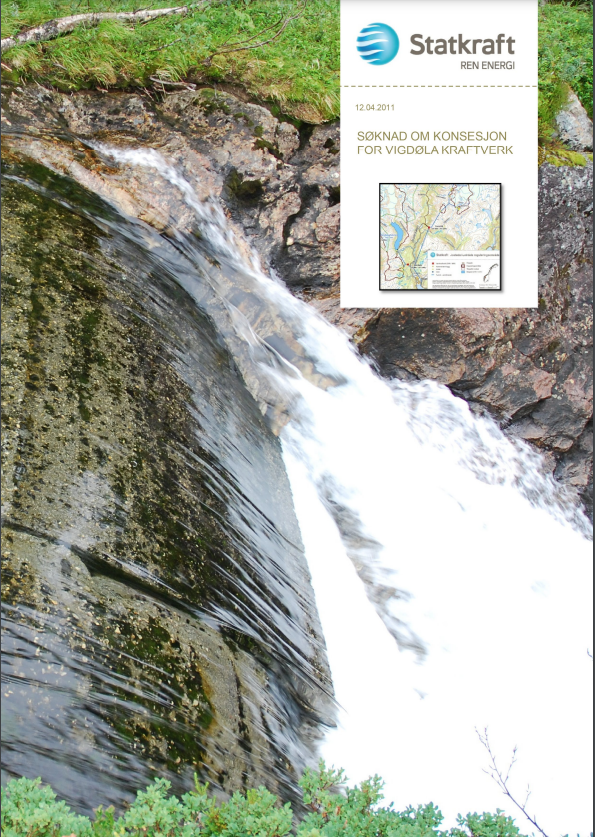 Statkraft
REN ENERGI
12.04.2011
SØKNAD OM KONSESJON
FOR VIGDØLA KRAFTVERK